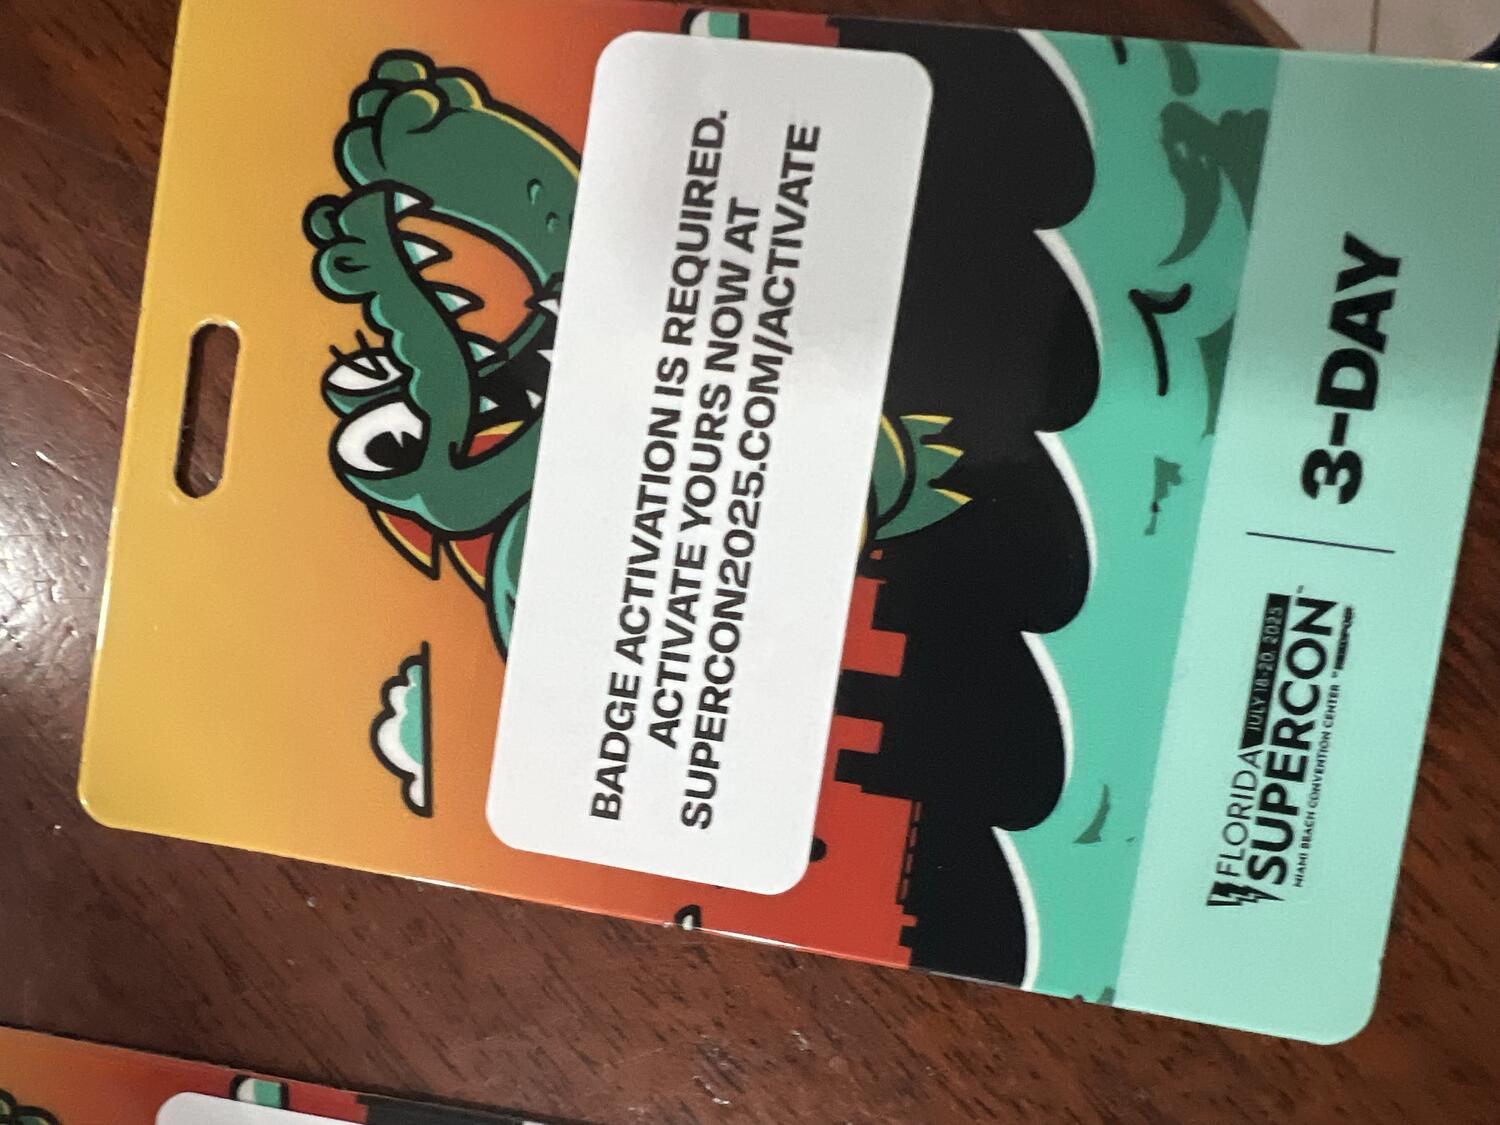 BADGE ACTIVATION IS REQUIRED.
ACTIVATE YOURS NOW AT
SUPERCON2025.COM/ACTIVATE
FLORIDA JULY 18-20, 2025
SUPERCON™
MIAMI BEACH CONVENTION CENTER
3-DAY